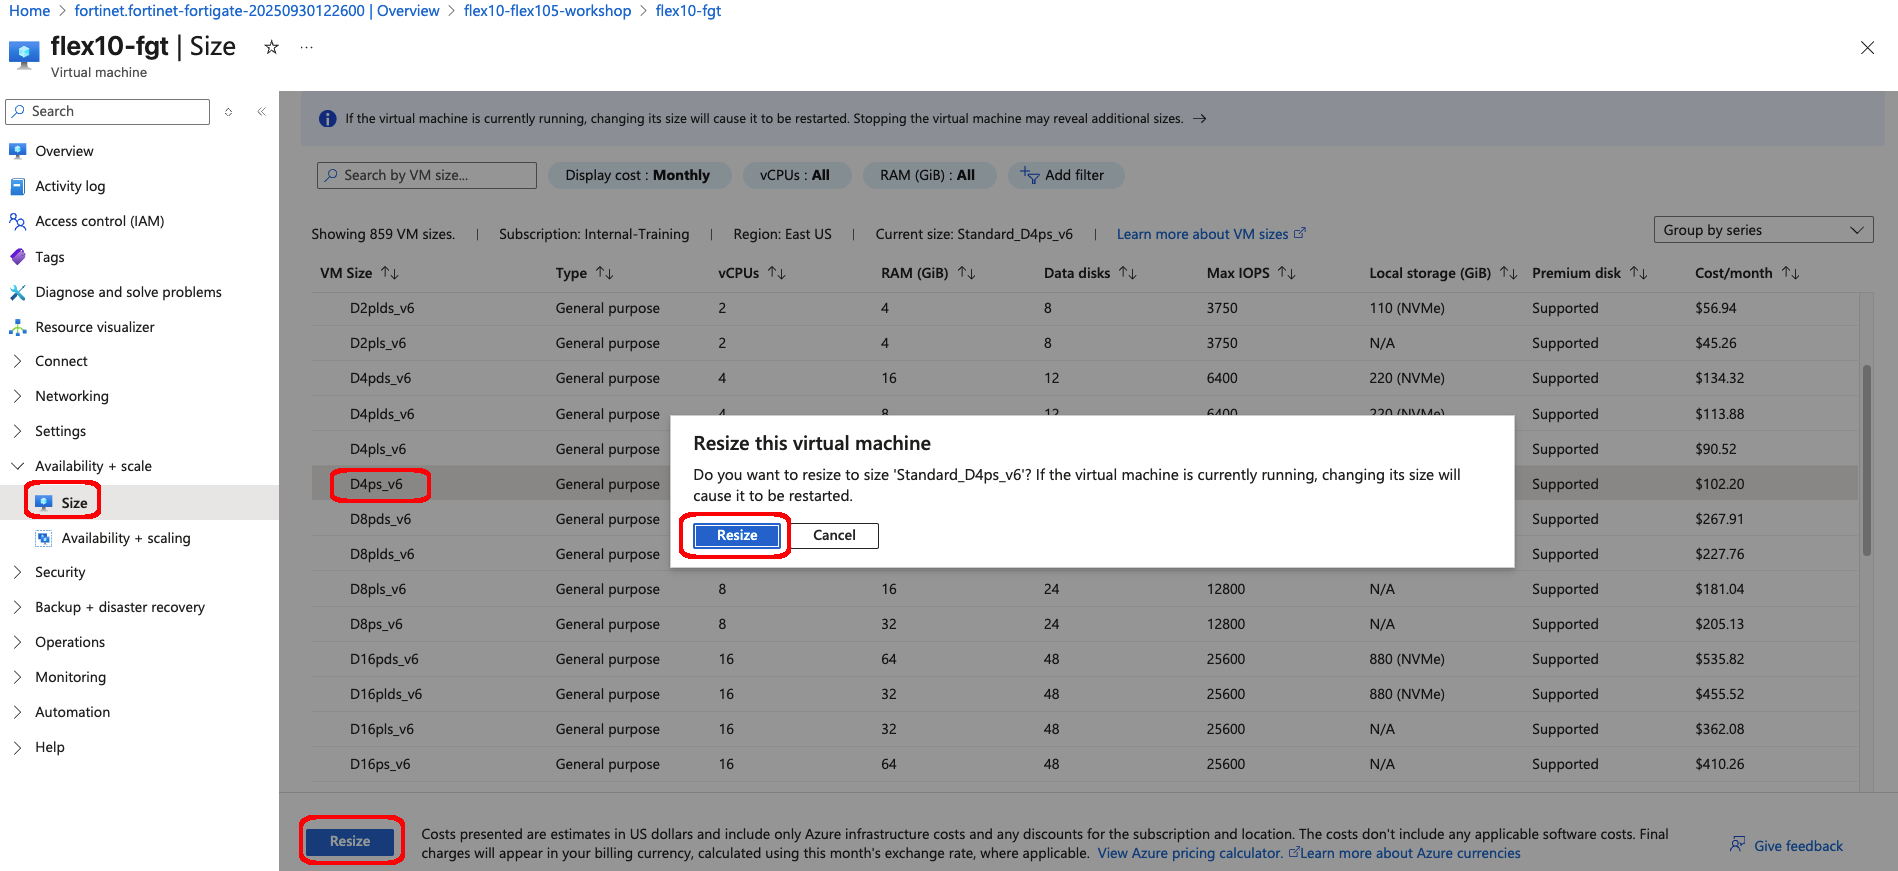 Home > fortinet.fortinet-fortigate-20250930122600 | Overview > flex10-flex105-workshop > flex10-fgt
flex10-fgt | Size
Virtual machine
Search
Overview
Activity log
Access control (IAM)
Tags
Diagnose and solve problems
Resource visualizer
Connect
Networking
Settings
Availability + scale
Size
Availability + scaling
Security
Backup + disaster recovery
Operations
Monitoring
Automation
Help
If the virtual machine is currently running, changing its size will cause it to be restarted. Stopping the virtual machine may reveal additional sizes. →
Search by VM size... Display cost : Monthly vCPUs : All RAM (GiB) : All Add filter
Showing 859 VM sizes. | Subscription: Internal-Training | Region: East US | Current size: Standard_D4ps_v6 | Learn more about VM sizes Group by series
VM Size ↑↓ Type ↑↓ vCPUs ↑↓ RAM (GiB) ↑↓ Data disks ↑↓ Max IOPS ↑↓ Local storage (GiB) ↑↓ Premium disk ↑↓ Cost/month ↑↓
D2plds_v6 General purpose 2 4 8 3750 110 (NVMe) Supported $56.94
D2pls_v6 General purpose 2 4 8 3750 N/A Supported $45.26
D4pds_v6 General purpose 4 16 12 6400 220 (NVMe) Supported $134.32
D4plds_v6 General purpose 4 8 12 6400 220 (NVMe) Supported $113.88
D4pls_v6 General purpose Supported $90.52
D4ps_v6 General purpose Supported $102.20
D8pds_v6 General purpose Supported $267.91
D8plds_v6 General purpose Supported $227.76
D8pls_v6 General purpose 8 16 24 12800 N/A Supported $181.04
D8ps_v6 General purpose 8 32 24 12800 N/A Supported $205.13
D16pds_v6 General purpose 16 64 48 25600 880 (NVMe) Supported $535.82
D16plds_v6 General purpose 16 32 48 25600 880 (NVMe) Supported $455.52
D16pls_v6 General purpose 16 32 48 25600 N/A Supported $362.08
D16ps_v6 General purpose 16 64 48 25600 N/A Supported $410.26
Resize this virtual machine
Do you want to resize to size 'Standard_D4ps_v6'? If the virtual machine is currently running, changing its size will
cause it to be restarted.
Resize Cancel
Resize
Costs presented are estimates in US dollars and include only Azure infrastructure costs and any discounts for the subscription and location. The costs don't include any applicable software costs. Final
charges will appear in your billing currency, calculated using this month's exchange rate, where applicable. View Azure pricing calculator. Learn more about Azure currencies
Give feedback